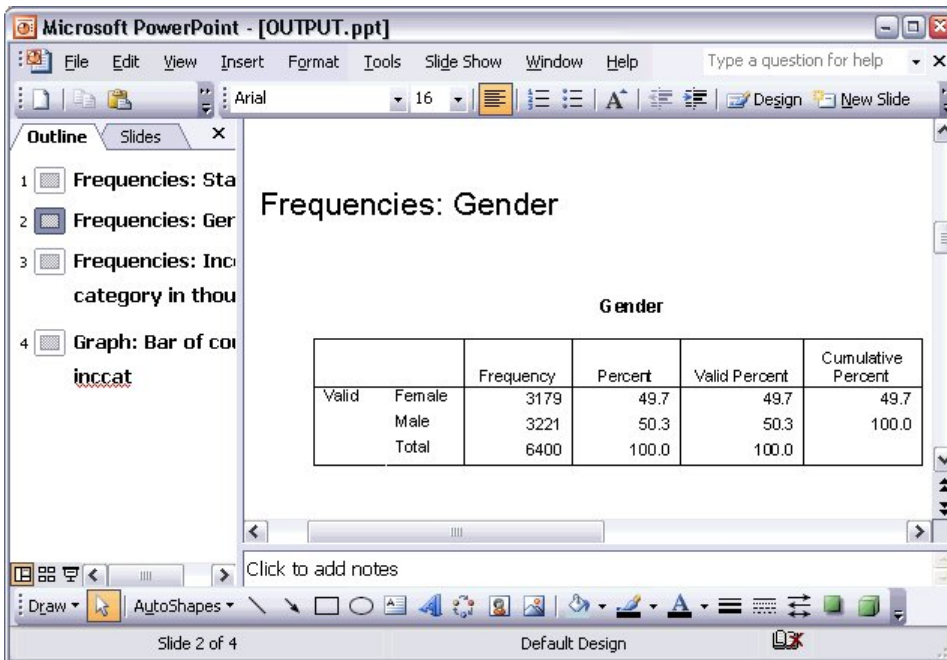 Microsoft PowerPoint - [OUTPUT.ppt]
File Edit View Insert Format Tools Slide Show Window Help Type a question for help
Arial 16 Design New Slide
Outline Slides
1 Frequencies: Sta
2 Frequencies: Ger
3 Frequencies: Inc
category in thou
4 Graph: Bar of cou
inccat
Frequencies: Gender
Gender
Frequency Percent Valid Percent Cumulative Percent
Valid Female 3179 49.7 49.7 49.7
Male 3221 50.3 50.3 100.0
Total 6400 100.0 100.0
Click to add notes
Draw AutoShapes
Slide 2 of 4 Default Design